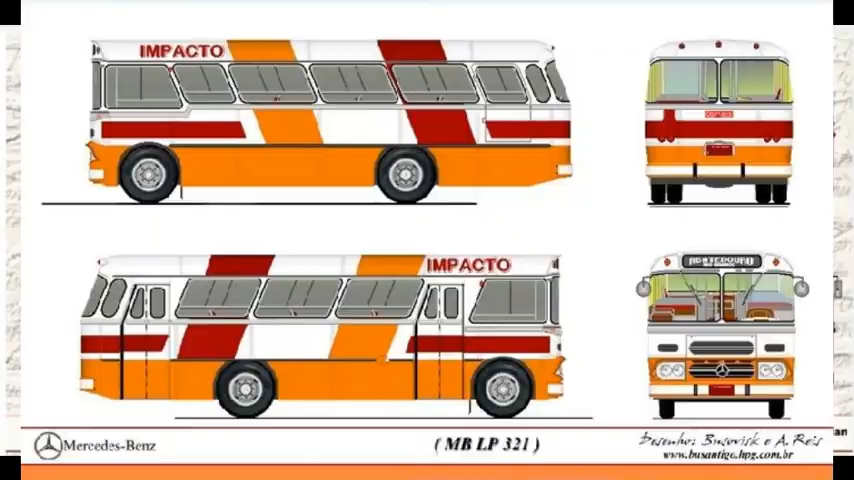 IMPACTO
IMPACTO
Mercedes-Benz
( MB LP 321 )
Desenho: Busovisk e A. Reis
www.busantigo.hpg.com.br